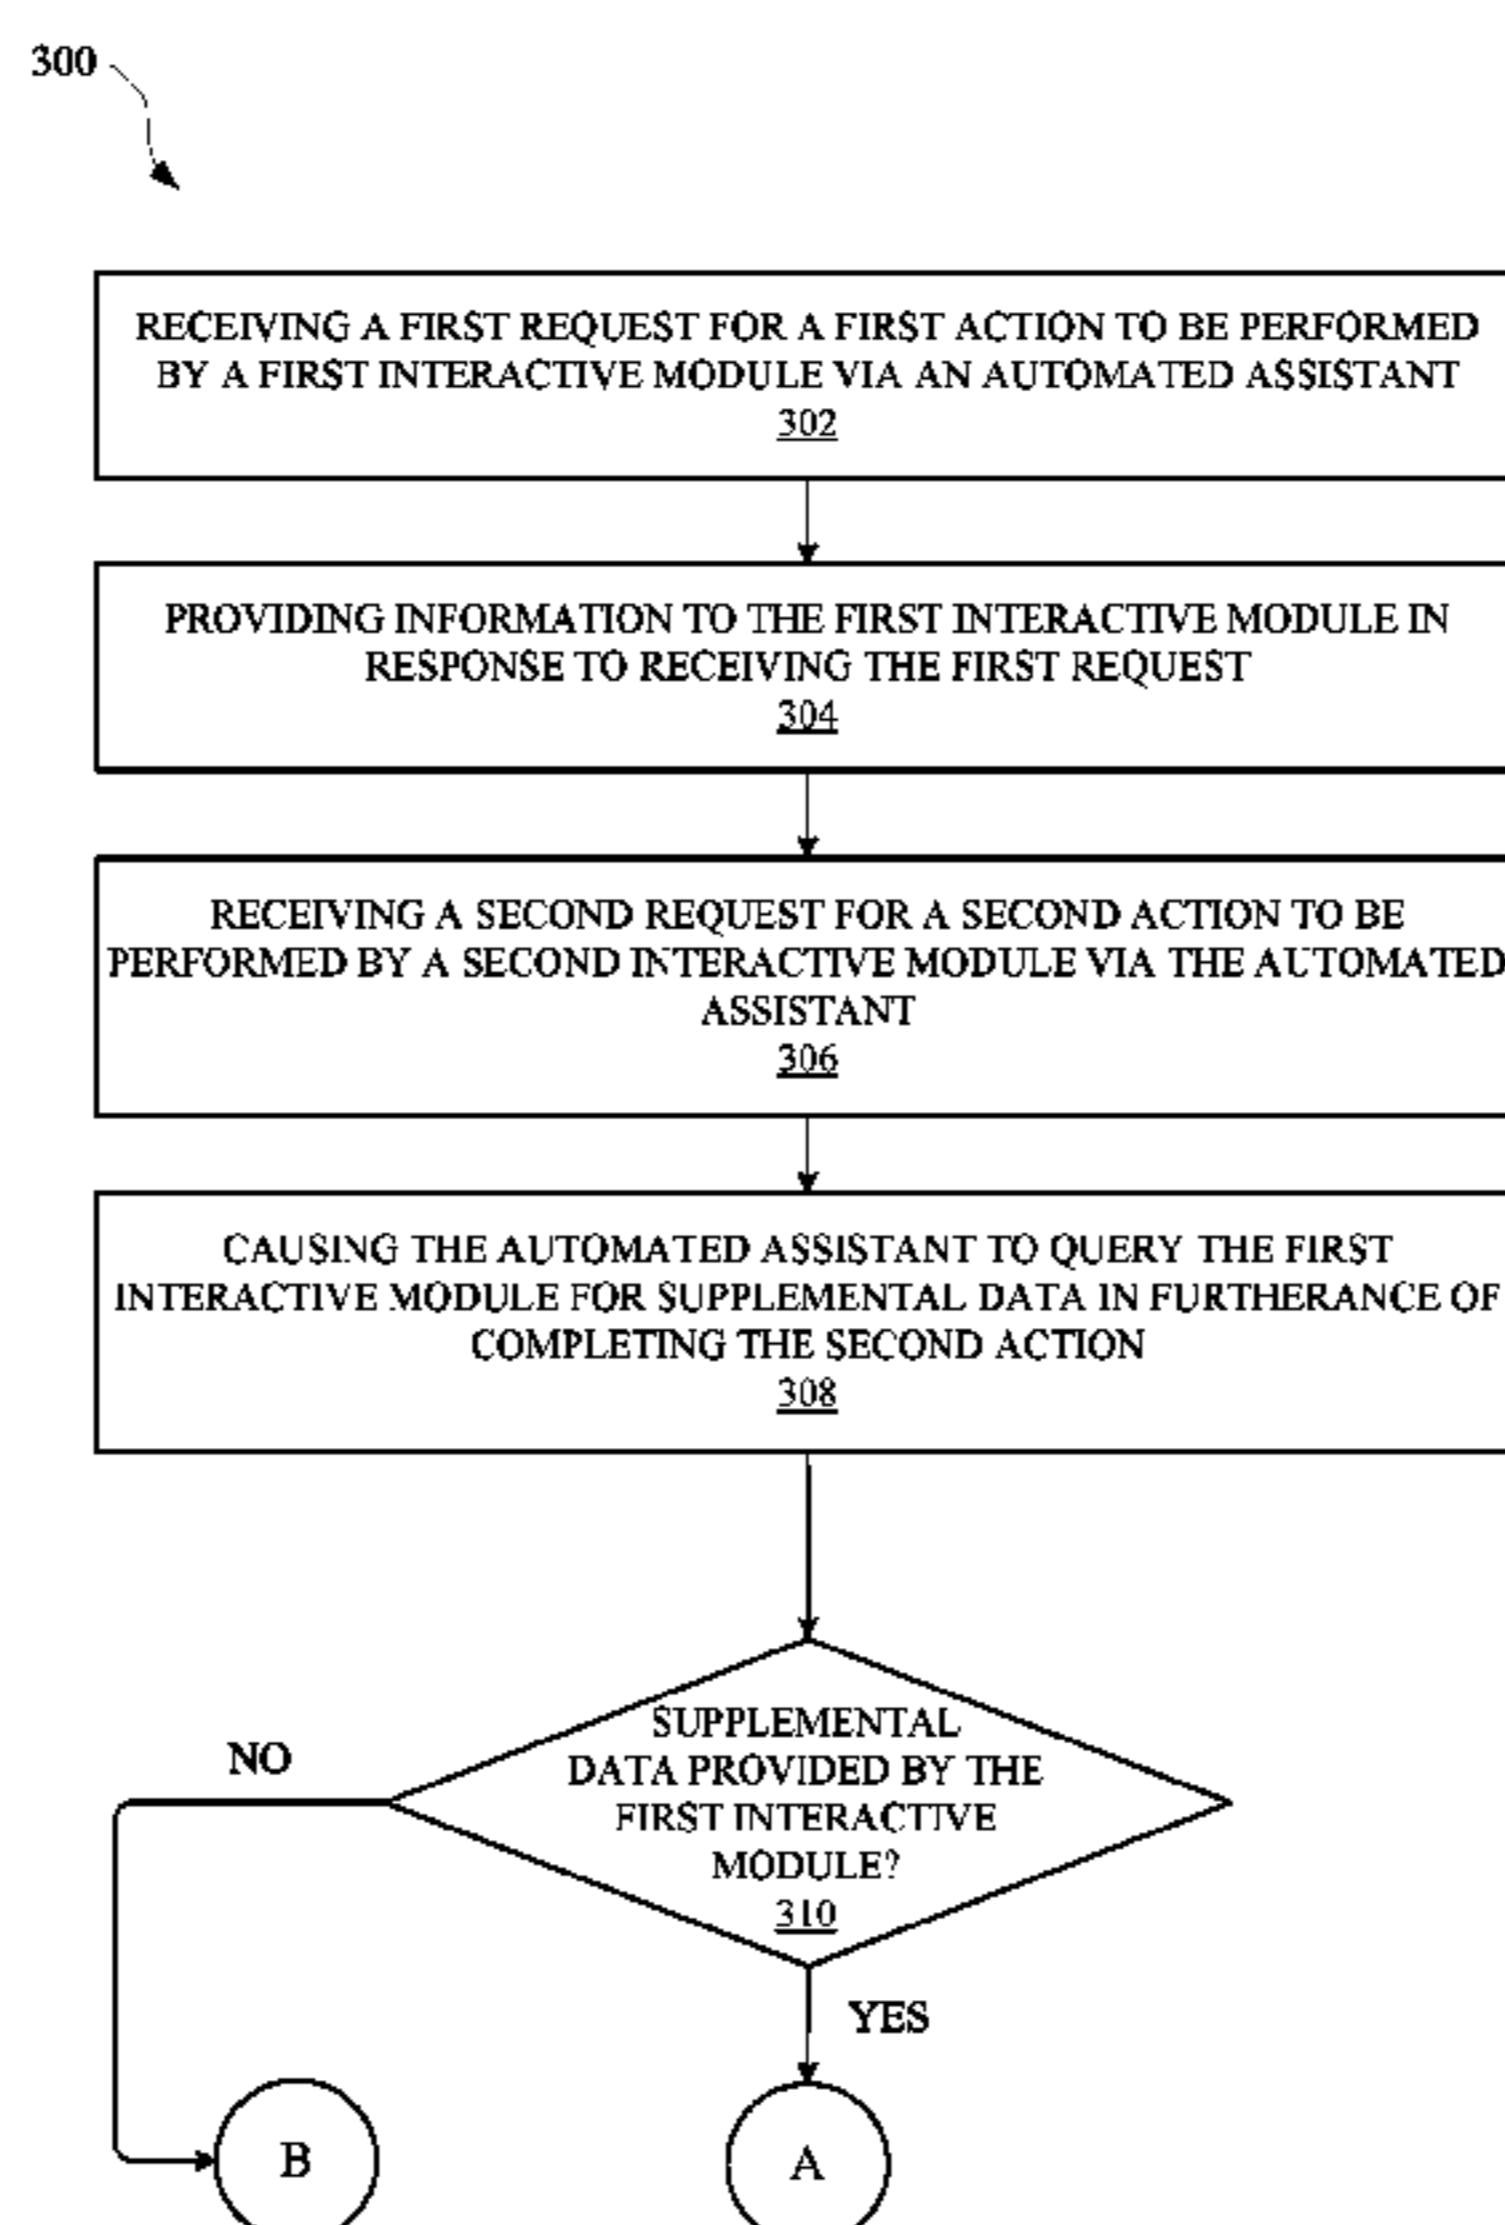 300
RECEIVING A FIRST REQUEST FOR A FIRST ACTION TO BE PERFORMED
BY A FIRST INTERACTIVE MODULE VIA AN AUTOMATED ASSISTANT
302
PROVIDING INFORMATION TO THE FIRST INTERACTIVE MODULE IN
RESPONSE TO RECEIVING THE FIRST REQUEST
304
RECEIVING A SECOND REQUEST FOR A SECOND ACTION TO BE
PERFORMED BY A SECOND INTERACTIVE MODULE VIA THE AUTOMATED
ASSISTANT
306
CAUSING THE AUTOMATED ASSISTANT TO QUERY THE FIRST
INTERACTIVE MODULE FOR SUPPLEMENTAL DATA IN FURTHERANCE OF
COMPLETING THE SECOND ACTION
308
SUPPLEMENTAL
DATA PROVIDED BY THE
FIRST INTERACTIVE
MODULE?
310
NO
YES
B
A